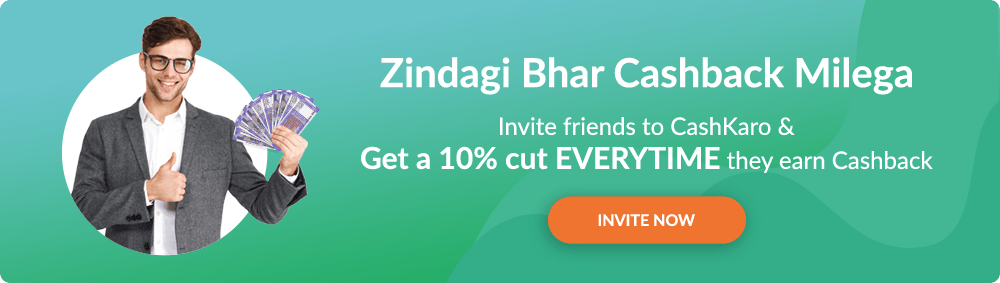 Zindagi Bhar Cashback Milega
Invite friends to CashKaro &
Get a 10% cut EVERYTIME they earn Cashback
INVITE NOW